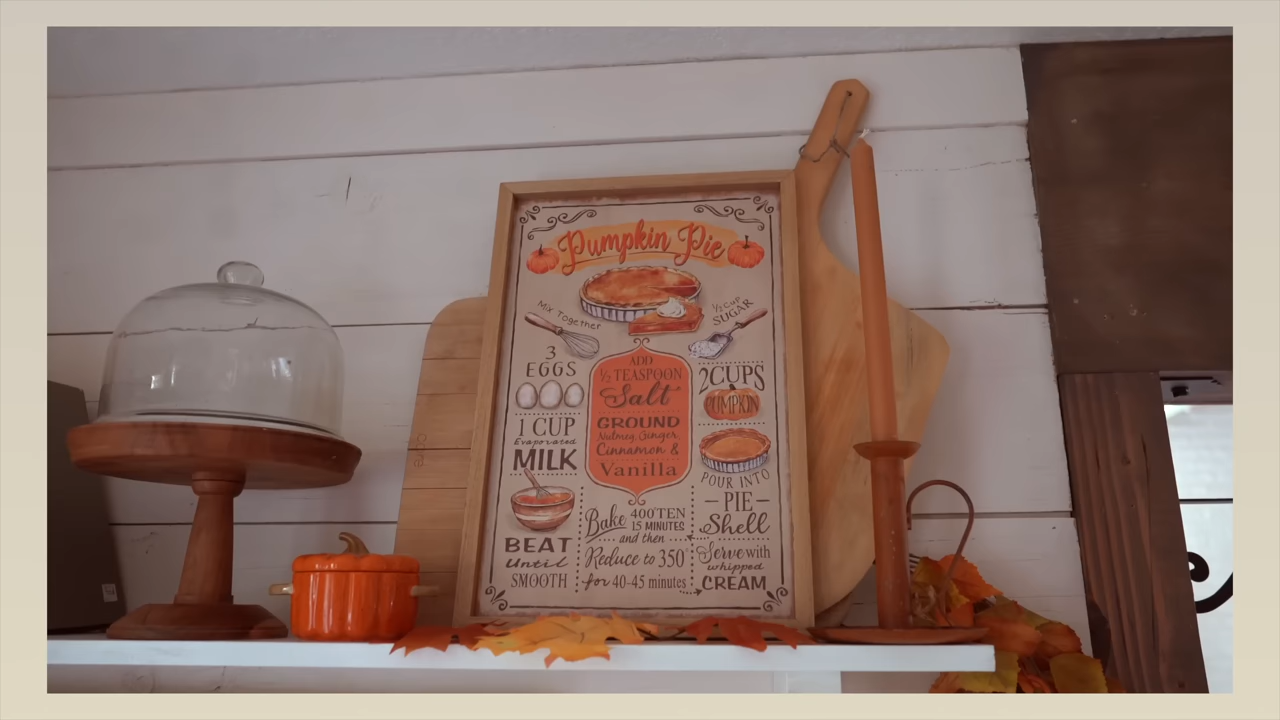 Pumpkin Pie
Mix Together
½ Cup
SUGAR
3
EGGS
1 CUP
Evaporated
MILK
BEAT
Until
SMOOTH
ADD
½ TEASPOON
Salt
GROUND
Nutmeg, Ginger,
Cinnamon &
Vanilla
2 CUPS
PUMPKIN
POUR INTO
PIE
Shell
Bake 400°TEN
15 MINUTES
and then
Reduce to 350°
for 40-45 minutes
Serve with
whipped
CREAM